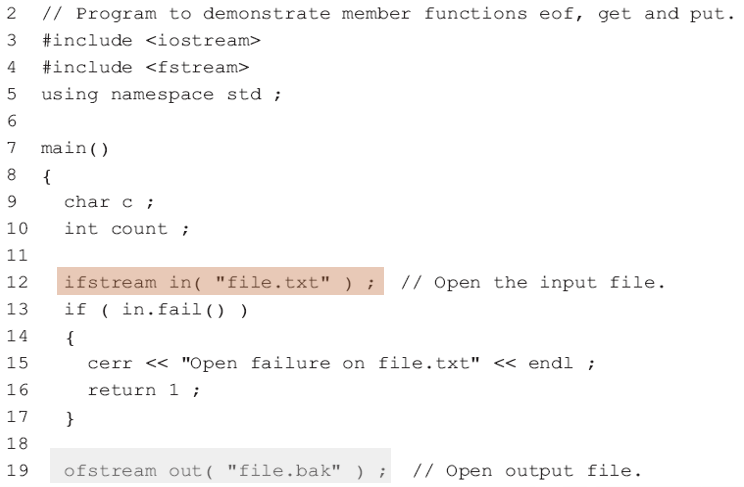 2 // Program to demonstrate member functions eof, get and put.
3 #include <iostream>
4 #include <fstream>
5 using namespace std ;
6
7 main()
8 {
9 char c ;
10 int count ;
11
12 ifstream in( "file.txt" ) ; // Open the input file.
13 if ( in.fail() )
14 {
15 cerr << "Open failure on file.txt" << endl ;
16 return 1 ;
17 }
18
19 ofstream out( "file.bak" ) ; // Open output file.